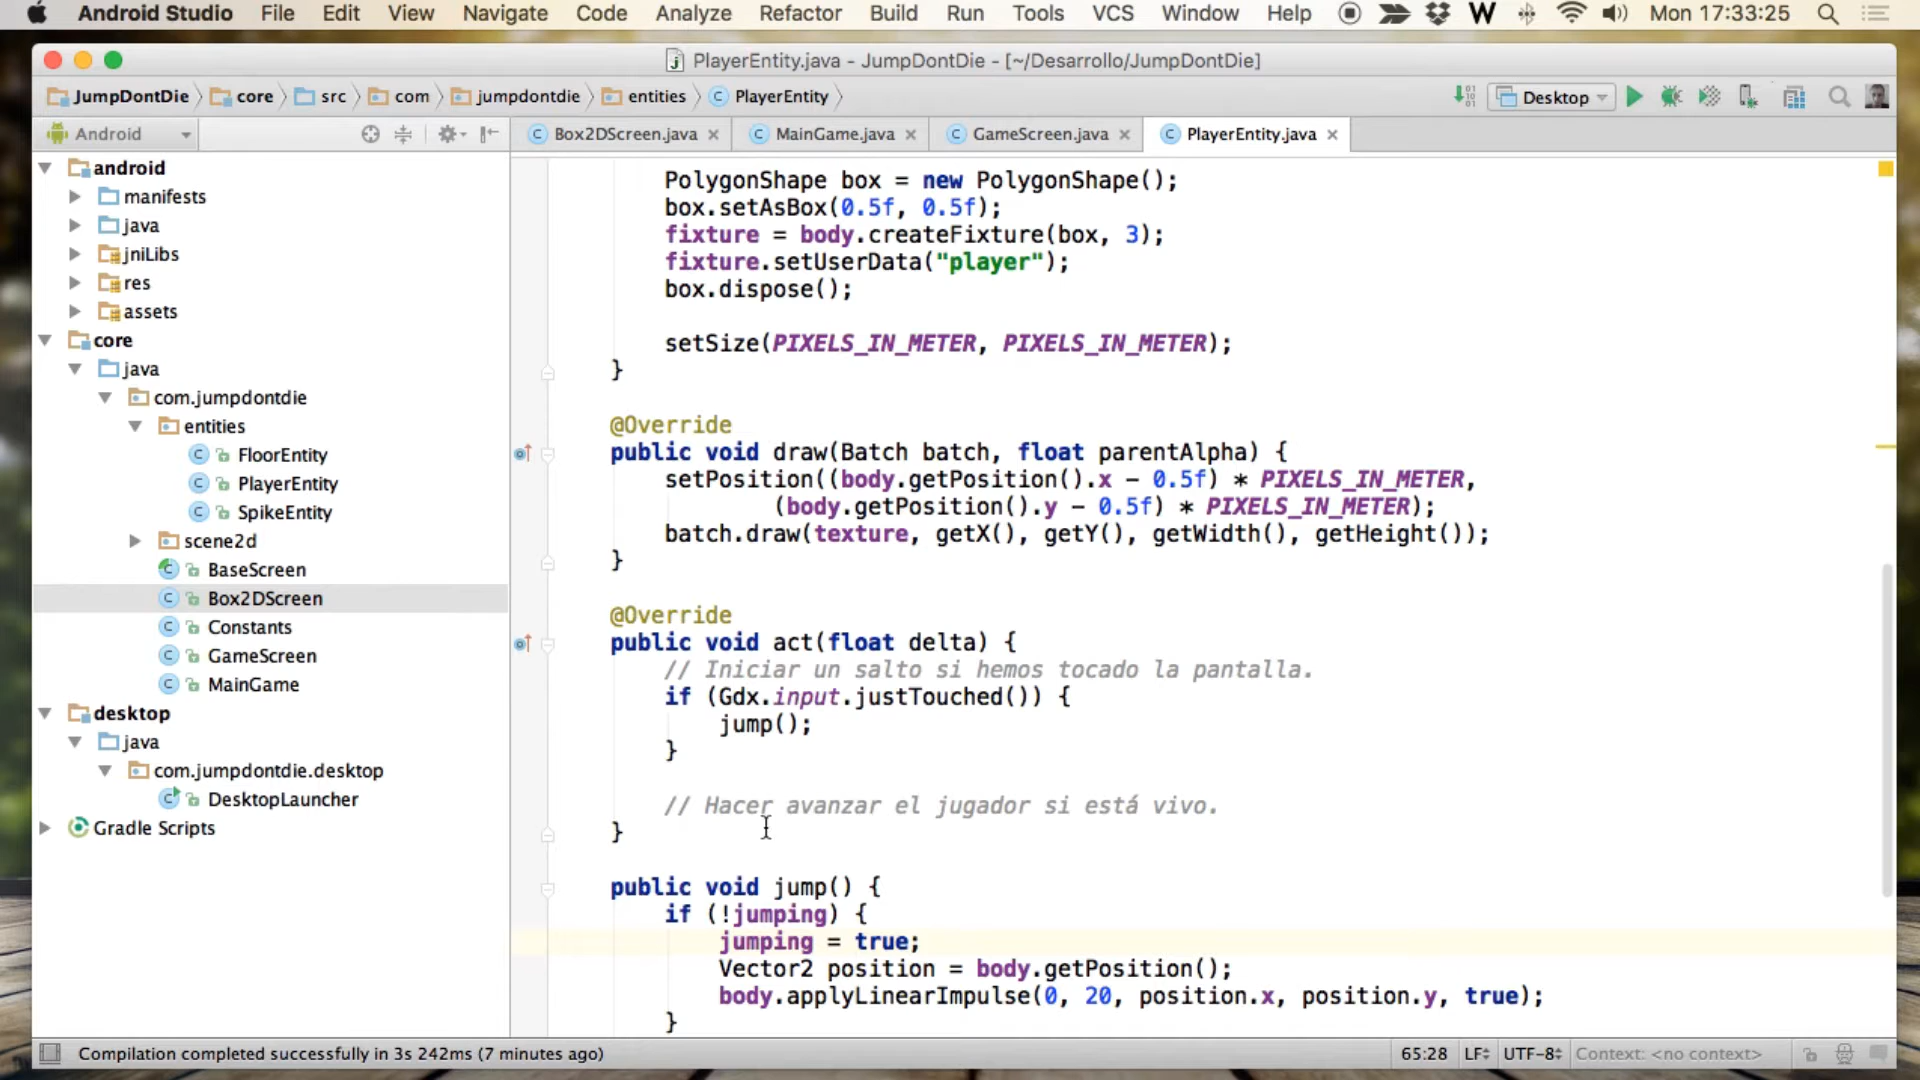 Android Studio File Edit View Navigate Code Analyze Refactor Build Run Tools VCS Window Help W Mon 17:33:25
PlayerEntity.java - JumpDontDie - [~/Desarrollo/JumpDontDie]
JumpDontDie core src com jumpdontdie entities PlayerEntity Desktop
Android
Box2DScreen.java MainGame.java GameScreen.java PlayerEntity.java
android
manifests
java
jniLibs
res
assets
core
java
com.jumpdontdie
entities
FloorEntity
PlayerEntity
SpikeEntity
scene2d
BaseScreen
Box2DScreen
Constants
GameScreen
MainGame
desktop
java
com.jumpdontdie.desktop
DesktopLauncher
Gradle Scripts
PolygonShape box = new PolygonShape();
box.setAsBox(0.5f, 0.5f);
fixture = body.createFixture(box, 3);
fixture.setUserData("player");
box.dispose();
setSize(PIXELS_IN_METER, PIXELS_IN_METER);
}
@Override
public void draw(Batch batch, float parentAlpha) {
setPosition((body.getPosition().x - 0.5f) * PIXELS_IN_METER,
(body.getPosition().y - 0.5f) * PIXELS_IN_METER);
batch.draw(texture, getX(), getY(), getWidth(), getHeight());
}
@Override
public void act(float delta) {
// Iniciar un salto si hemos tocado la pantalla.
if (Gdx.input.justTouched()) {
jump();
}
// Hacer avanzar el jugador si está vivo.
}
public void jump() {
if (!jumping) {
jumping = true;
Vector2 position = body.getPosition();
body.applyLinearImpulse(0, 20, position.x, position.y, true);
}
Compilation completed successfully in 3s 242ms (7 minutes ago) 65:28 LF UTF-8 Context: <no context>